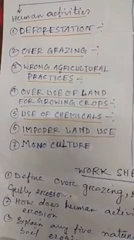 Human activities
① DEFORESTATION -:
② OVER GRAZING -:
③ WRONG AGRICULTURAL
PRACTICES -:
④ OVER USE OF LAND
FOR GROWING CROPS -:
⑤ USE OF CHEMICALS -:
⑥ IMPROPER LAND USE
⑦ MONO CULTURE
WORK SHE
① Define over grazing,
Gully erosion
② How does human activi
erosion
③ Explain any five natu